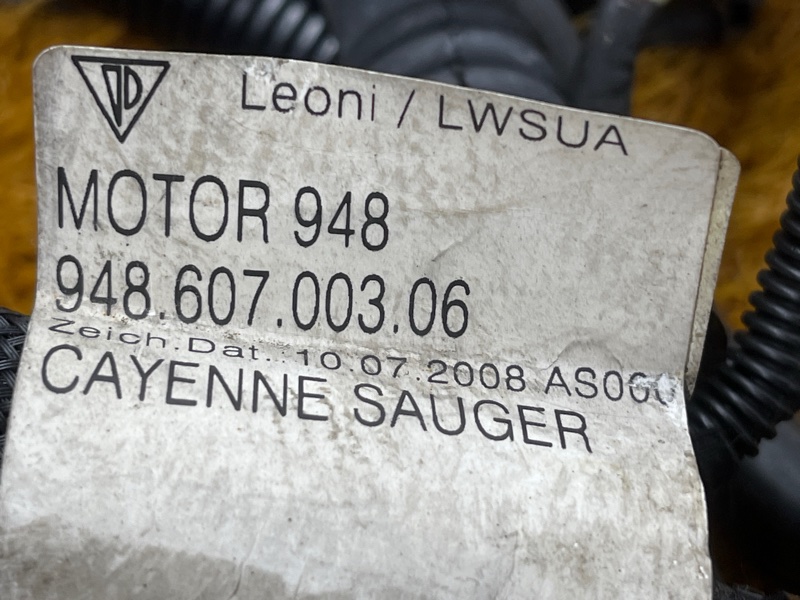 Leoni / LWSUA
MOTOR 948
948.607.003.06
Zeich.Dat.: 10.07.2008
CAYENNE SAUGER